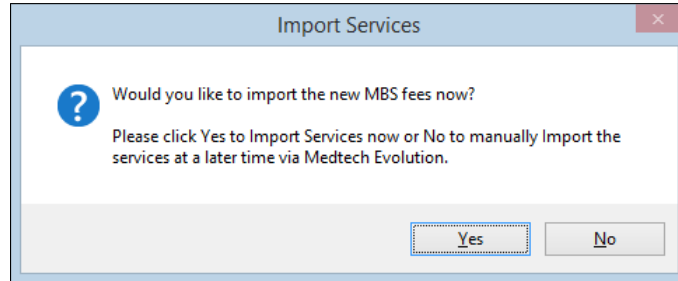 Import Services
Would you like to import the new MBS fees now?
Please click Yes to Import Services now or No to manually Import the
services at a later time via Medtech Evolution.
Yes
No